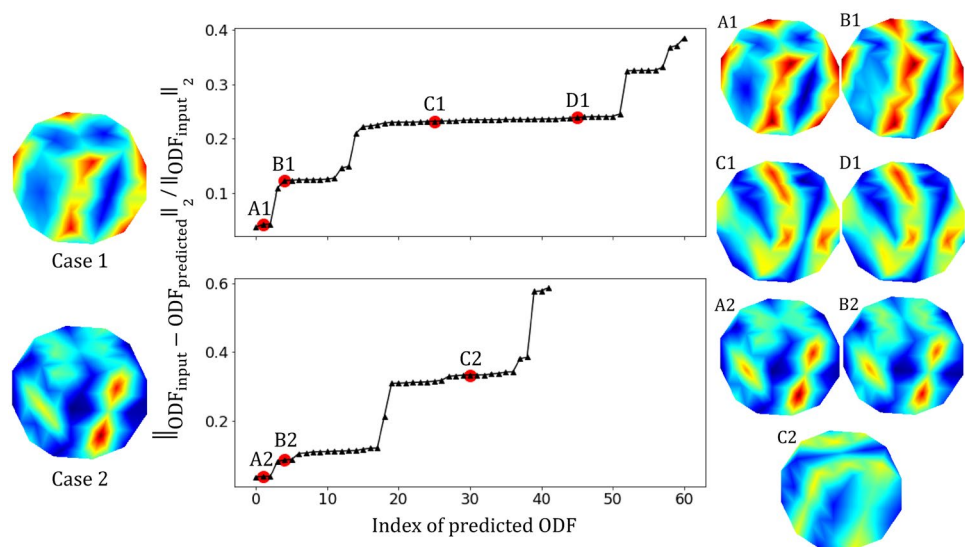 Case 1
Case 2
‖ODF_input − ODF_predicted‖_2 / ‖ODF_input‖_2
0.4
0.3
0.2
0.1
A1
B1
C1
D1
0.6
0.4
0.2
A2
B2
C2
0 10 20 30 40 50 60
Index of predicted ODF
A1 B1
C1 D1
A2 B2
C2